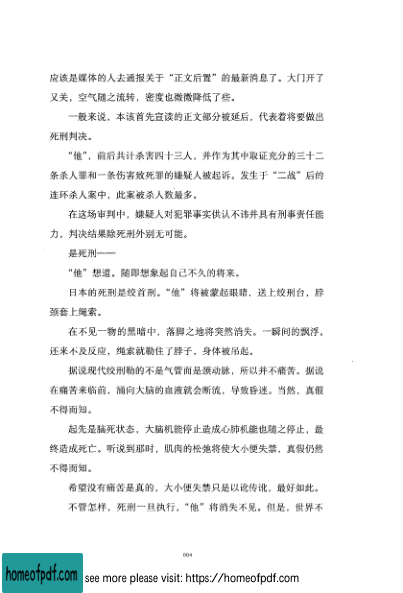 应该是媒体的人去通报关于“正文后置”的最新消息了。大门开了
又关，空气随之流转，密度也微微降低了些。
一般来说，本该首先宣读的正文部分被延后，代表着将要做出
死刑判决。
“他”，前后共计杀害四十三人，并作为其中取证充分的三十二
条杀人罪和一条伤害致死罪的嫌疑人被起诉。发生于“二战”后的
连环杀人案中，此案被杀人数最多。
在这场审判中，嫌疑人对犯罪事实供认不讳并具有刑事责任能
力，判决结果除死刑外别无可能。
是死刑——
“他”想道。随即想象起自己不久的将来。
日本的死刑是绞首刑。“他”将被蒙起眼睛，送上绞刑台，脖
颈套上绳索。
在不见一物的黑暗中，落脚之地将突然消失。一瞬间的飘浮，
还来不及反应，绳索就勒住了脖子，身体被吊起。
据说现代绞刑勒的不是气管而是颈动脉，所以并不痛苦。据说
在痛苦来临前，涌向大脑的血液就会断流，导致昏迷。当然，真假
不得而知。
起先是脑死状态，大脑机能停止造成心肺机能也随之停止，最
终造成死亡。听说到那时，肌肉的松弛将使大小便失禁，真假仍然
不得而知。
希望没有痛苦是真的，大小便失禁只是以讹传讹，最好如此。
不管怎样，死刑一旦执行，“他”将消失不见。但是，世界不
004
homeofpdf.com
see more please visit: https://homeofpdf.com